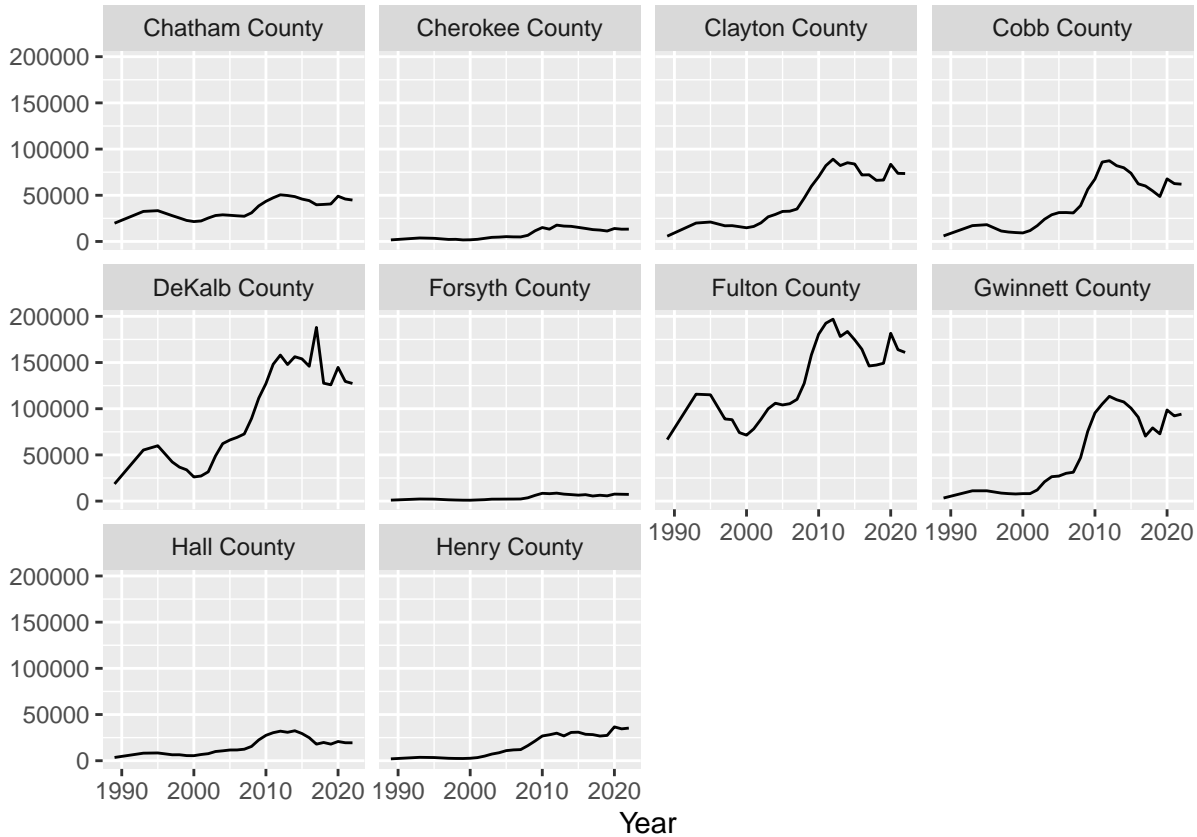 Chatham County Cherokee County Clayton County Cobb County
200000
150000
100000
50000
0
DeKalb County Forsyth County Fulton County Gwinnett County
200000
150000
100000
50000
0
1990 2000 2010 2020 1990 2000 2010 2020
Hall County Henry County
200000
150000
100000
50000
0
1990 2000 2010 2020 1990 2000 2010 2020
Year